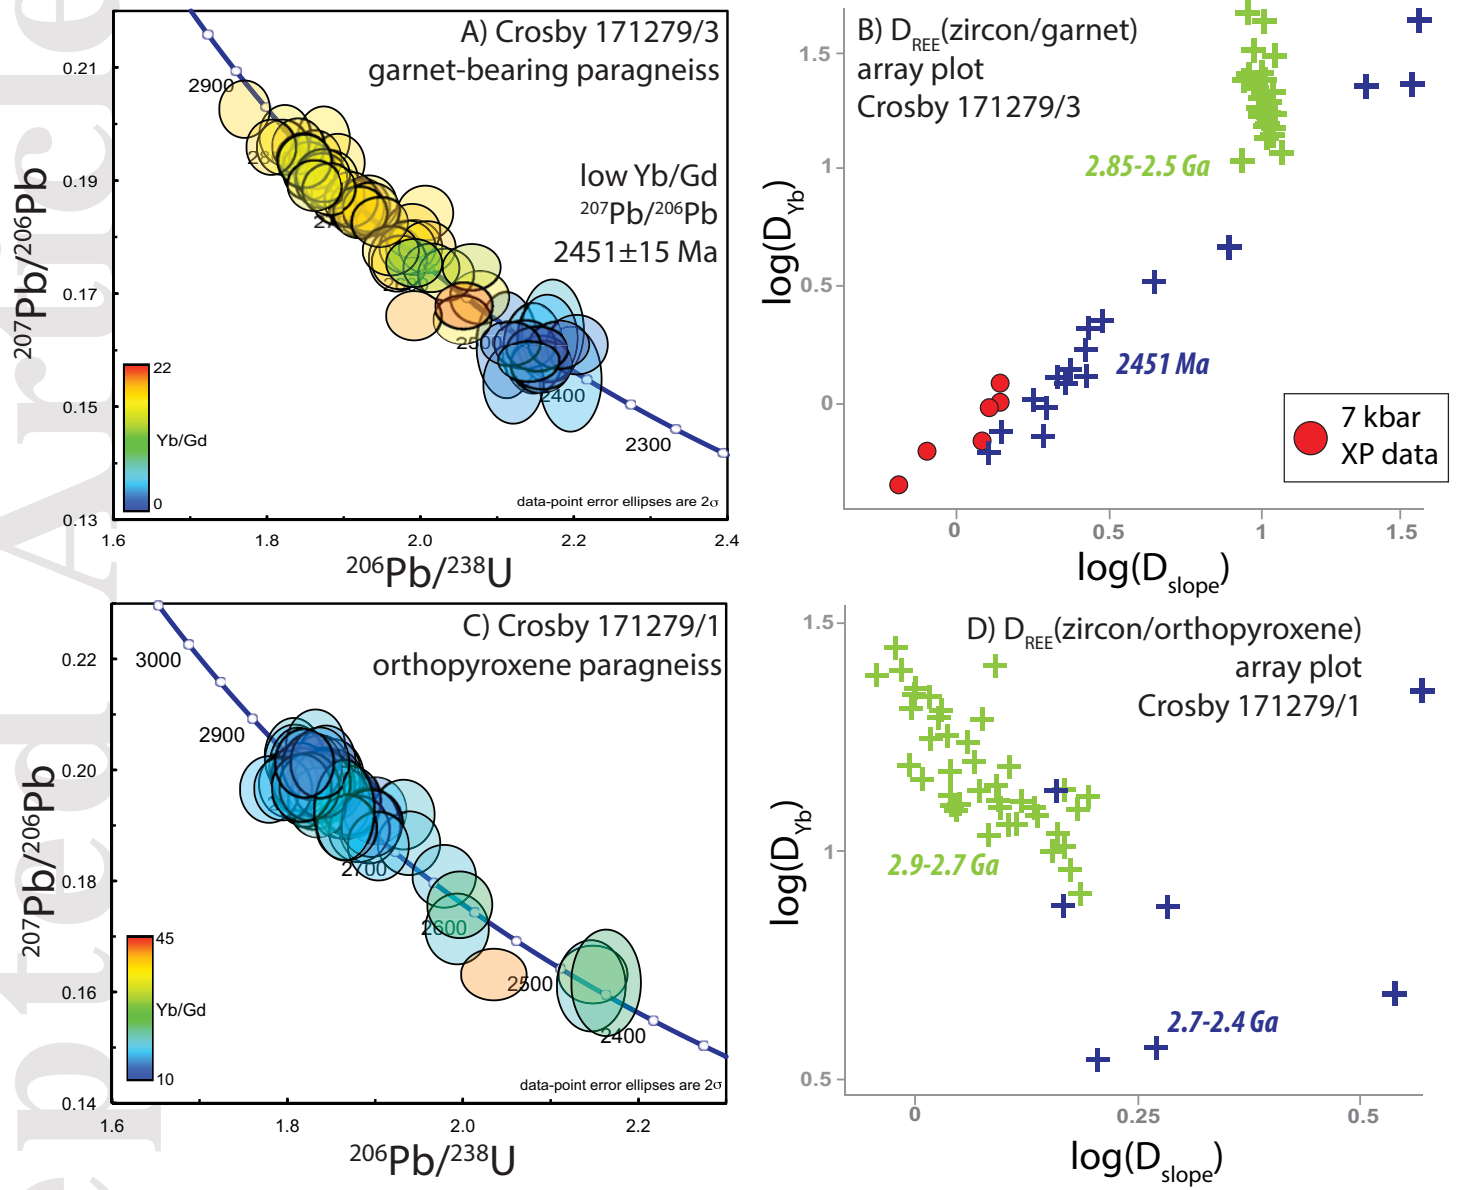 A) Crosby 171279/3
garnet-bearing paragneiss
low Yb/Gd
207Pb/206Pb
2451±15 Ma
2900
2500
2400
2300
22
Yb/Gd
0
data-point error ellipses are 2σ
0.21
0.19
0.17
0.15
0.13
1.6
1.8
2.0
2.2
2.4
207Pb/206Pb
206Pb/238U
B) DREE(zircon/garnet)
array plot
Crosby 171279/3
2.85-2.5 Ga
2451 Ma
7 kbar
XP data
1.5
1
0.5
0
0
0.5
1
1.5
log(DYb)
log(Dslope)
C) Crosby 171279/1
orthopyroxene paragneiss
3000
2900
2700
2600
2500
2400
45
Yb/Gd
10
data-point error ellipses are 2σ
0.22
0.20
0.18
0.16
0.14
1.6
1.8
2.0
2.2
207Pb/206Pb
206Pb/238U
D) DREE(zircon/orthopyroxene)
array plot
Crosby 171279/1
2.9-2.7 Ga
2.7-2.4 Ga
1.5
1
0.5
0
0.25
0.5
log(DYb)
log(Dslope)
nted Article